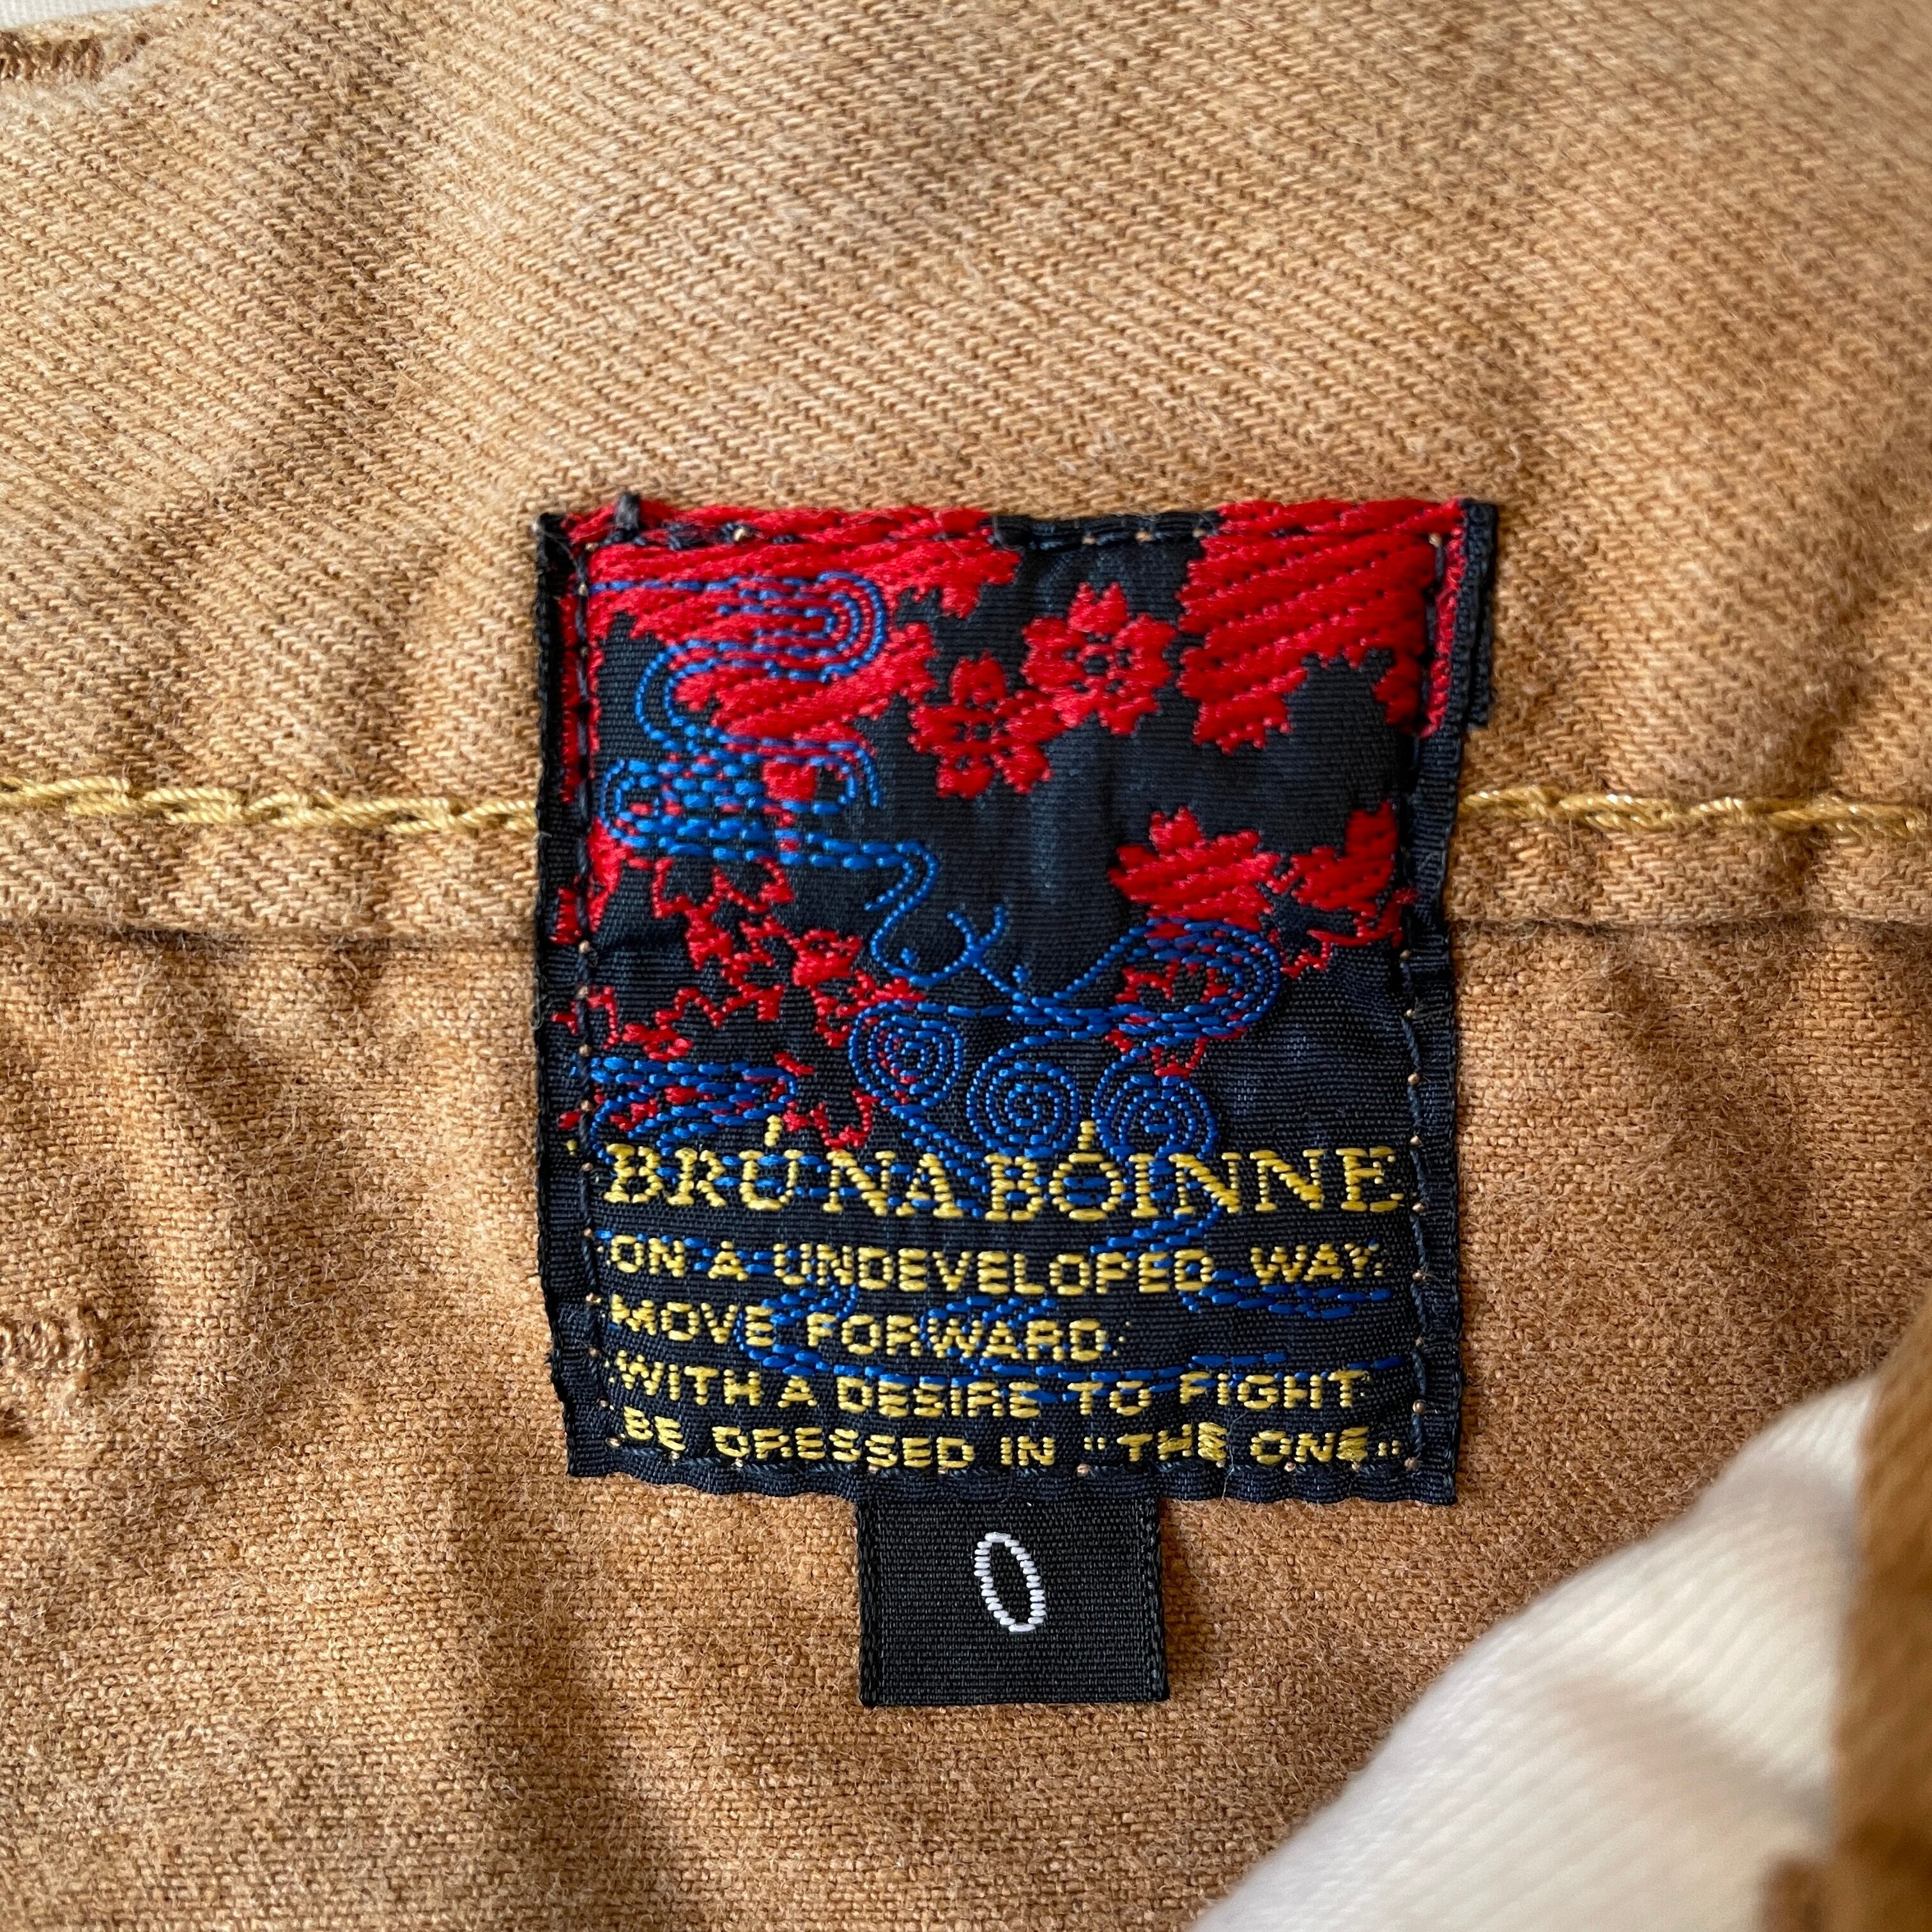 BRÚNABÓINNE
ON A UNDEVELOPED WAY.
MOVE FORWARD.
WITH A DESIRE TO FIGHT.
BE DRESSED IN "THE ONE"
0